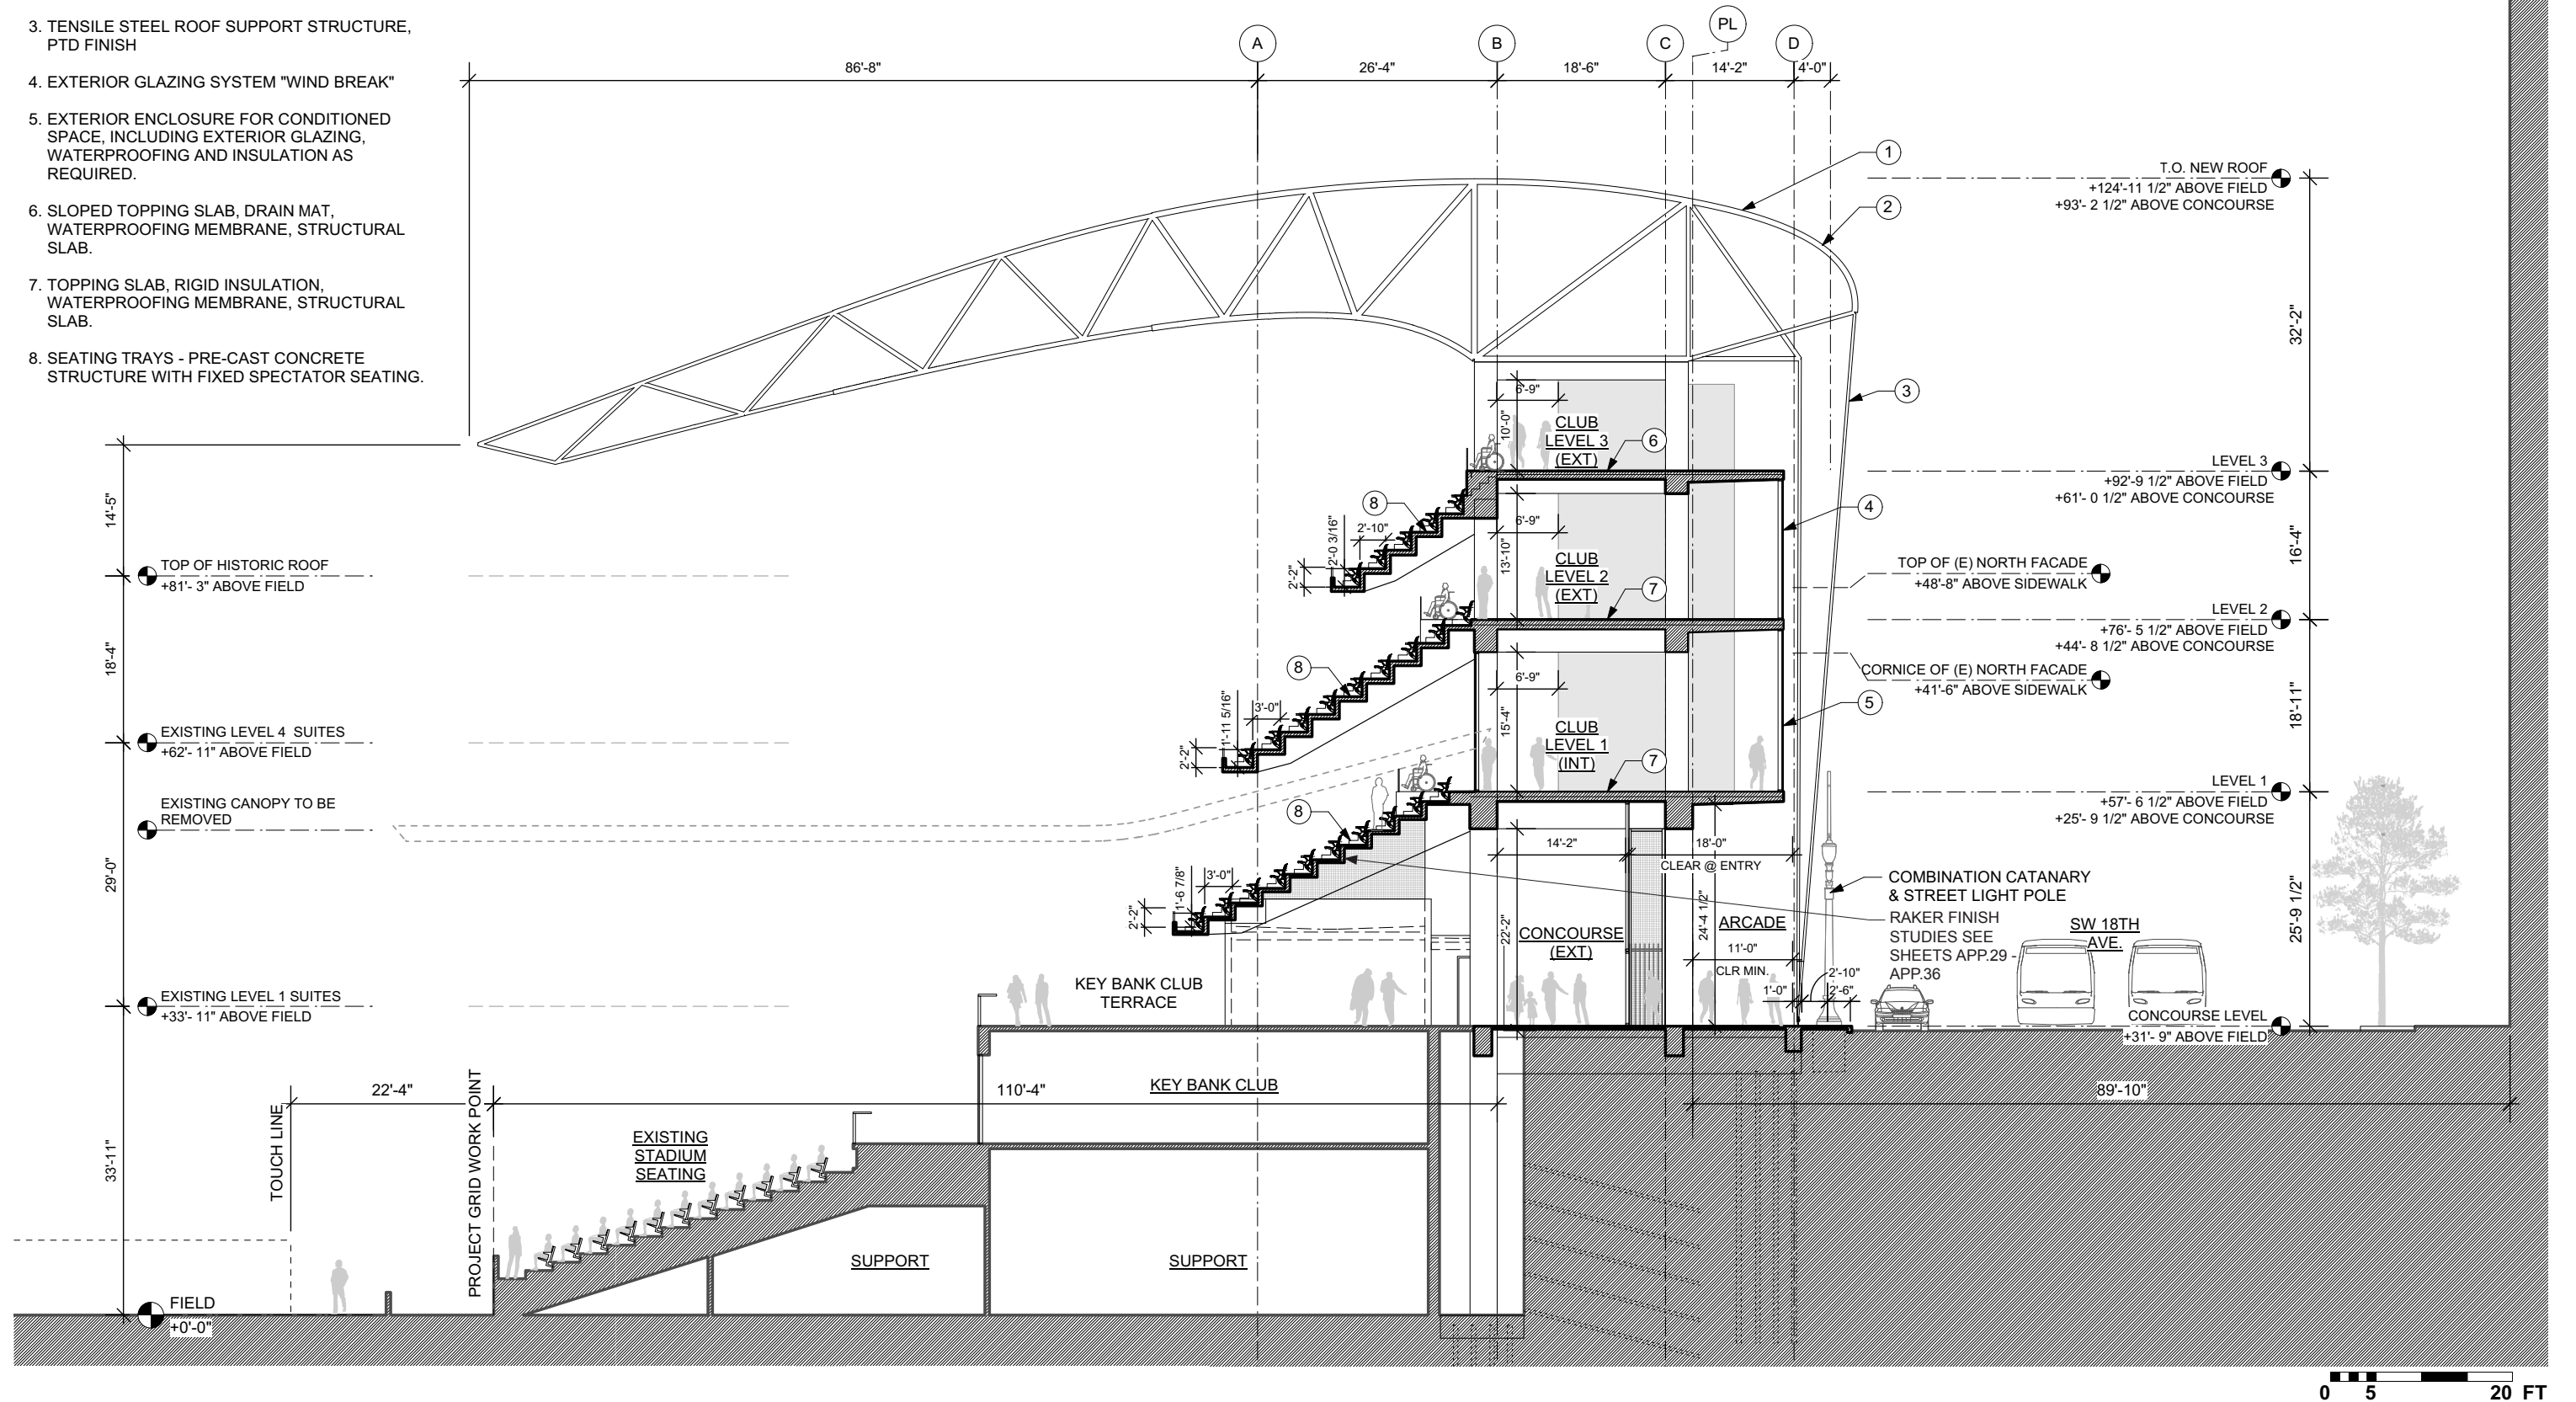 3. TENSILE STEEL ROOF SUPPORT STRUCTURE,
PTD FINISH
4. EXTERIOR GLAZING SYSTEM "WIND BREAK"
5. EXTERIOR ENCLOSURE FOR CONDITIONED
SPACE, INCLUDING EXTERIOR GLAZING,
WATERPROOFING AND INSULATION AS
REQUIRED.
6. SLOPED TOPPING SLAB, DRAIN MAT,
WATERPROOFING MEMBRANE, STRUCTURAL
SLAB.
7. TOPPING SLAB, RIGID INSULATION,
WATERPROOFING MEMBRANE, STRUCTURAL
SLAB.
8. SEATING TRAYS - PRE-CAST CONCRETE
STRUCTURE WITH FIXED SPECTATOR SEATING.
A
B
C
PL
D
86'-8"
26'-4"
18'-6"
14'-2"
4'-0"
1
2
3
T.O. NEW ROOF
+124'-11 1/2" ABOVE FIELD
+93'- 2 1/2" ABOVE CONCOURSE
32'-2"
LEVEL 3
+92'-9 1/2" ABOVE FIELD
+61'- 0 1/2" ABOVE CONCOURSE
16'-4"
4
TOP OF (E) NORTH FACADE
+48'-8" ABOVE SIDEWALK
LEVEL 2
+76'- 5 1/2" ABOVE FIELD
+44'- 8 1/2" ABOVE CONCOURSE
CORNICE OF (E) NORTH FACADE
+41'-6" ABOVE SIDEWALK
5
18'-11"
LEVEL 1
+57'- 6 1/2" ABOVE FIELD
+25'- 9 1/2" ABOVE CONCOURSE
25'-9 1/2"
6'-9"
10'-0"
CLUB
LEVEL 3
(EXT)
6
8
2'-10"
2'-0 3/16"
2'-2"
6'-9"
13'-10"
CLUB
LEVEL 2
(EXT)
7
8
3'-0"
1'-11 5/16"
2'-2"
6'-9"
15'-4"
CLUB
LEVEL 1
(INT)
7
8
3'-0"
1'-6 7/8"
2'-2"
14'-2"
18'-0"
CLEAR @ ENTRY
22'-2"
CONCOURSE
(EXT)
24'-4 1/2"
ARCADE
11'-0"
CLR MIN.
1'-0"
2'-10"
2'-6"
COMBINATION CATANARY
& STREET LIGHT POLE
RAKER FINISH
STUDIES SEE
SHEETS APP.29 -
APP.36
SW 18TH
AVE.
CONCOURSE LEVEL
+31'- 9" ABOVE FIELD
89'-10"
14'-5"
TOP OF HISTORIC ROOF
+81'- 3" ABOVE FIELD
18'-4"
EXISTING LEVEL 4 SUITES
+62'- 11" ABOVE FIELD
EXISTING CANOPY TO BE
REMOVED
29'-0"
EXISTING LEVEL 1 SUITES
+33'- 11" ABOVE FIELD
33'-11"
KEY BANK CLUB
TERRACE
22'-4"
110'-4"
TOUCH LINE
PROJECT GRID WORK POINT
KEY BANK CLUB
EXISTING
STADIUM
SEATING
SUPPORT
SUPPORT
FIELD
+0'-0"
0 5 20 FT